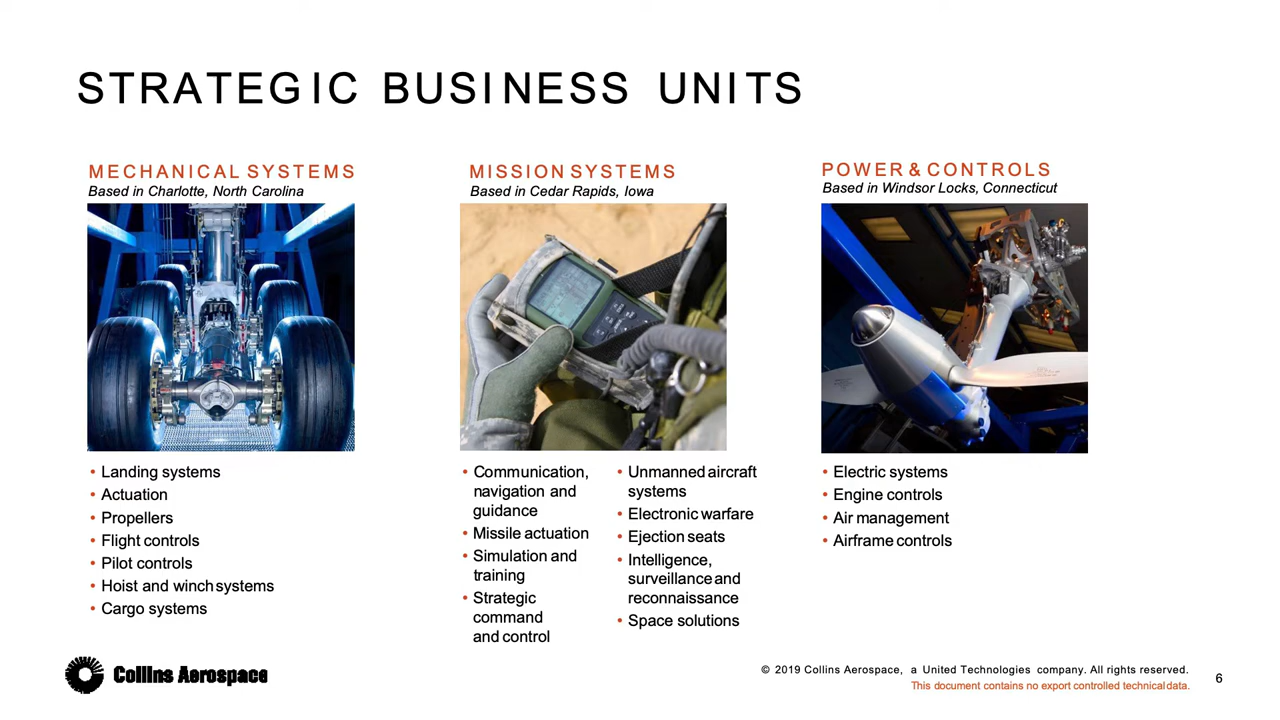 STRATEGIC BUSINESS UNITS
MECHANICAL SYSTEMS
Based in Charlotte, North Carolina
• Landing systems
• Actuation
• Propellers
• Flight controls
• Pilot controls
• Hoist and winch systems
• Cargo systems
MISSION SYSTEMS
Based in Cedar Rapids, Iowa
• Communication,
navigation and
guidance
• Missile actuation
• Simulation and
training
• Strategic
command
and control
• Unmanned aircraft
systems
• Electronic warfare
• Ejection seats
• Intelligence,
surveillance and
reconnaissance
• Space solutions
POWER & CONTROLS
Based in Windsor Locks, Connecticut
• Electric systems
• Engine controls
• Air management
• Airframe controls
Collins Aerospace
© 2019 Collins Aerospace, a United Technologies company. All rights reserved.
This document contains no export controlled technical data.
6